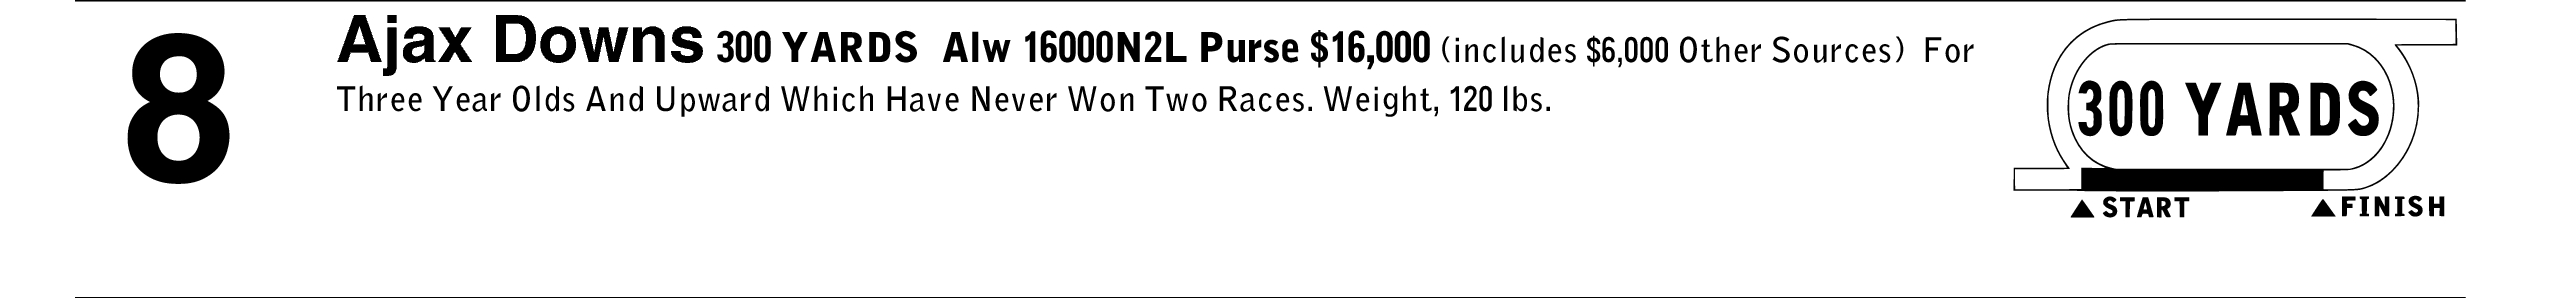 8
Ajax Downs 300 YARDS Alw 16000N2L Purse $16,000 (includes $6,000 Other Sources) For
Three Year Olds And Upward Which Have Never Won Two Races. Weight, 120 lbs.
300 YARDS
▲ START ▲ FINISH